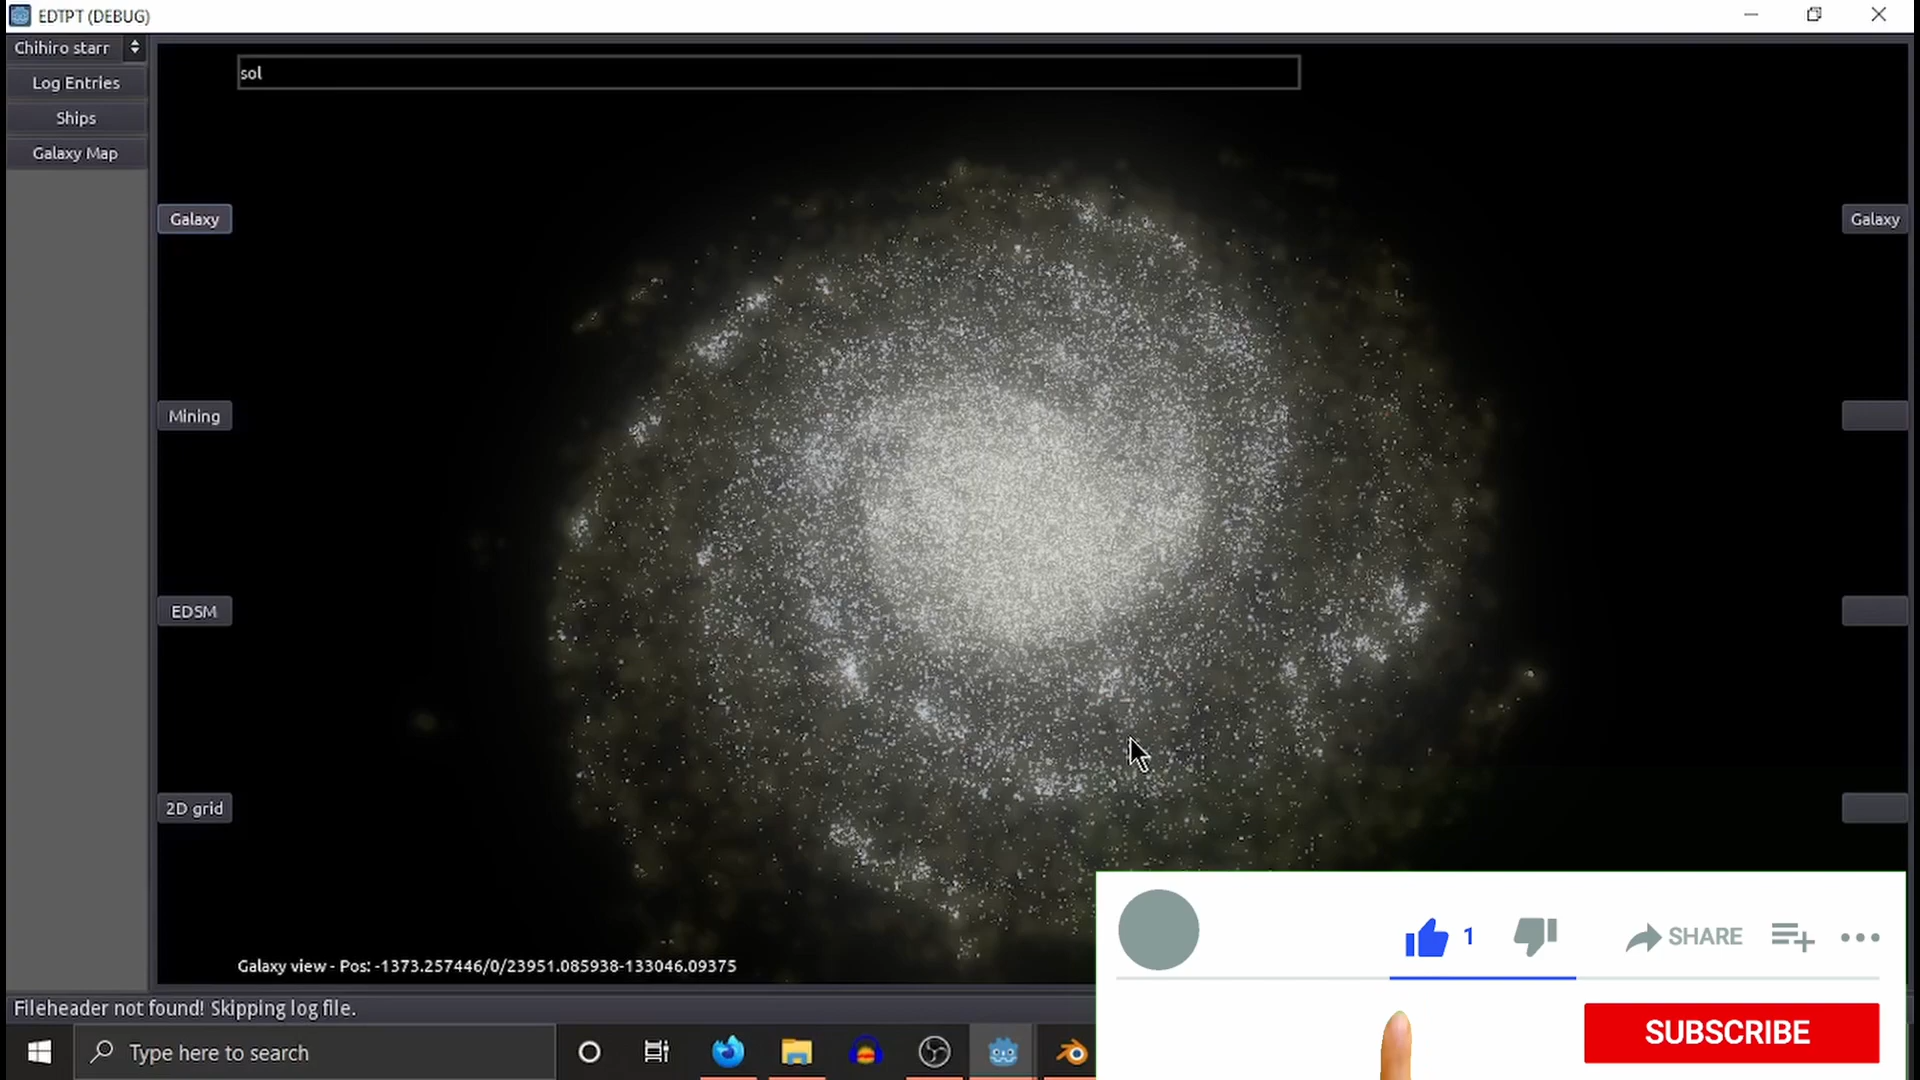 EDTPT (DEBUG)
Chihiro starr
sol
Log Entries
Ships
Galaxy Map
Galaxy
Galaxy
Mining
EDSM
2D grid
Galaxy view - Pos: -1373.257446/0/23951.085938-133046.09375
1
SHARE
Fileheader not found! Skipping log file.
SUBSCRIBE
Type here to search